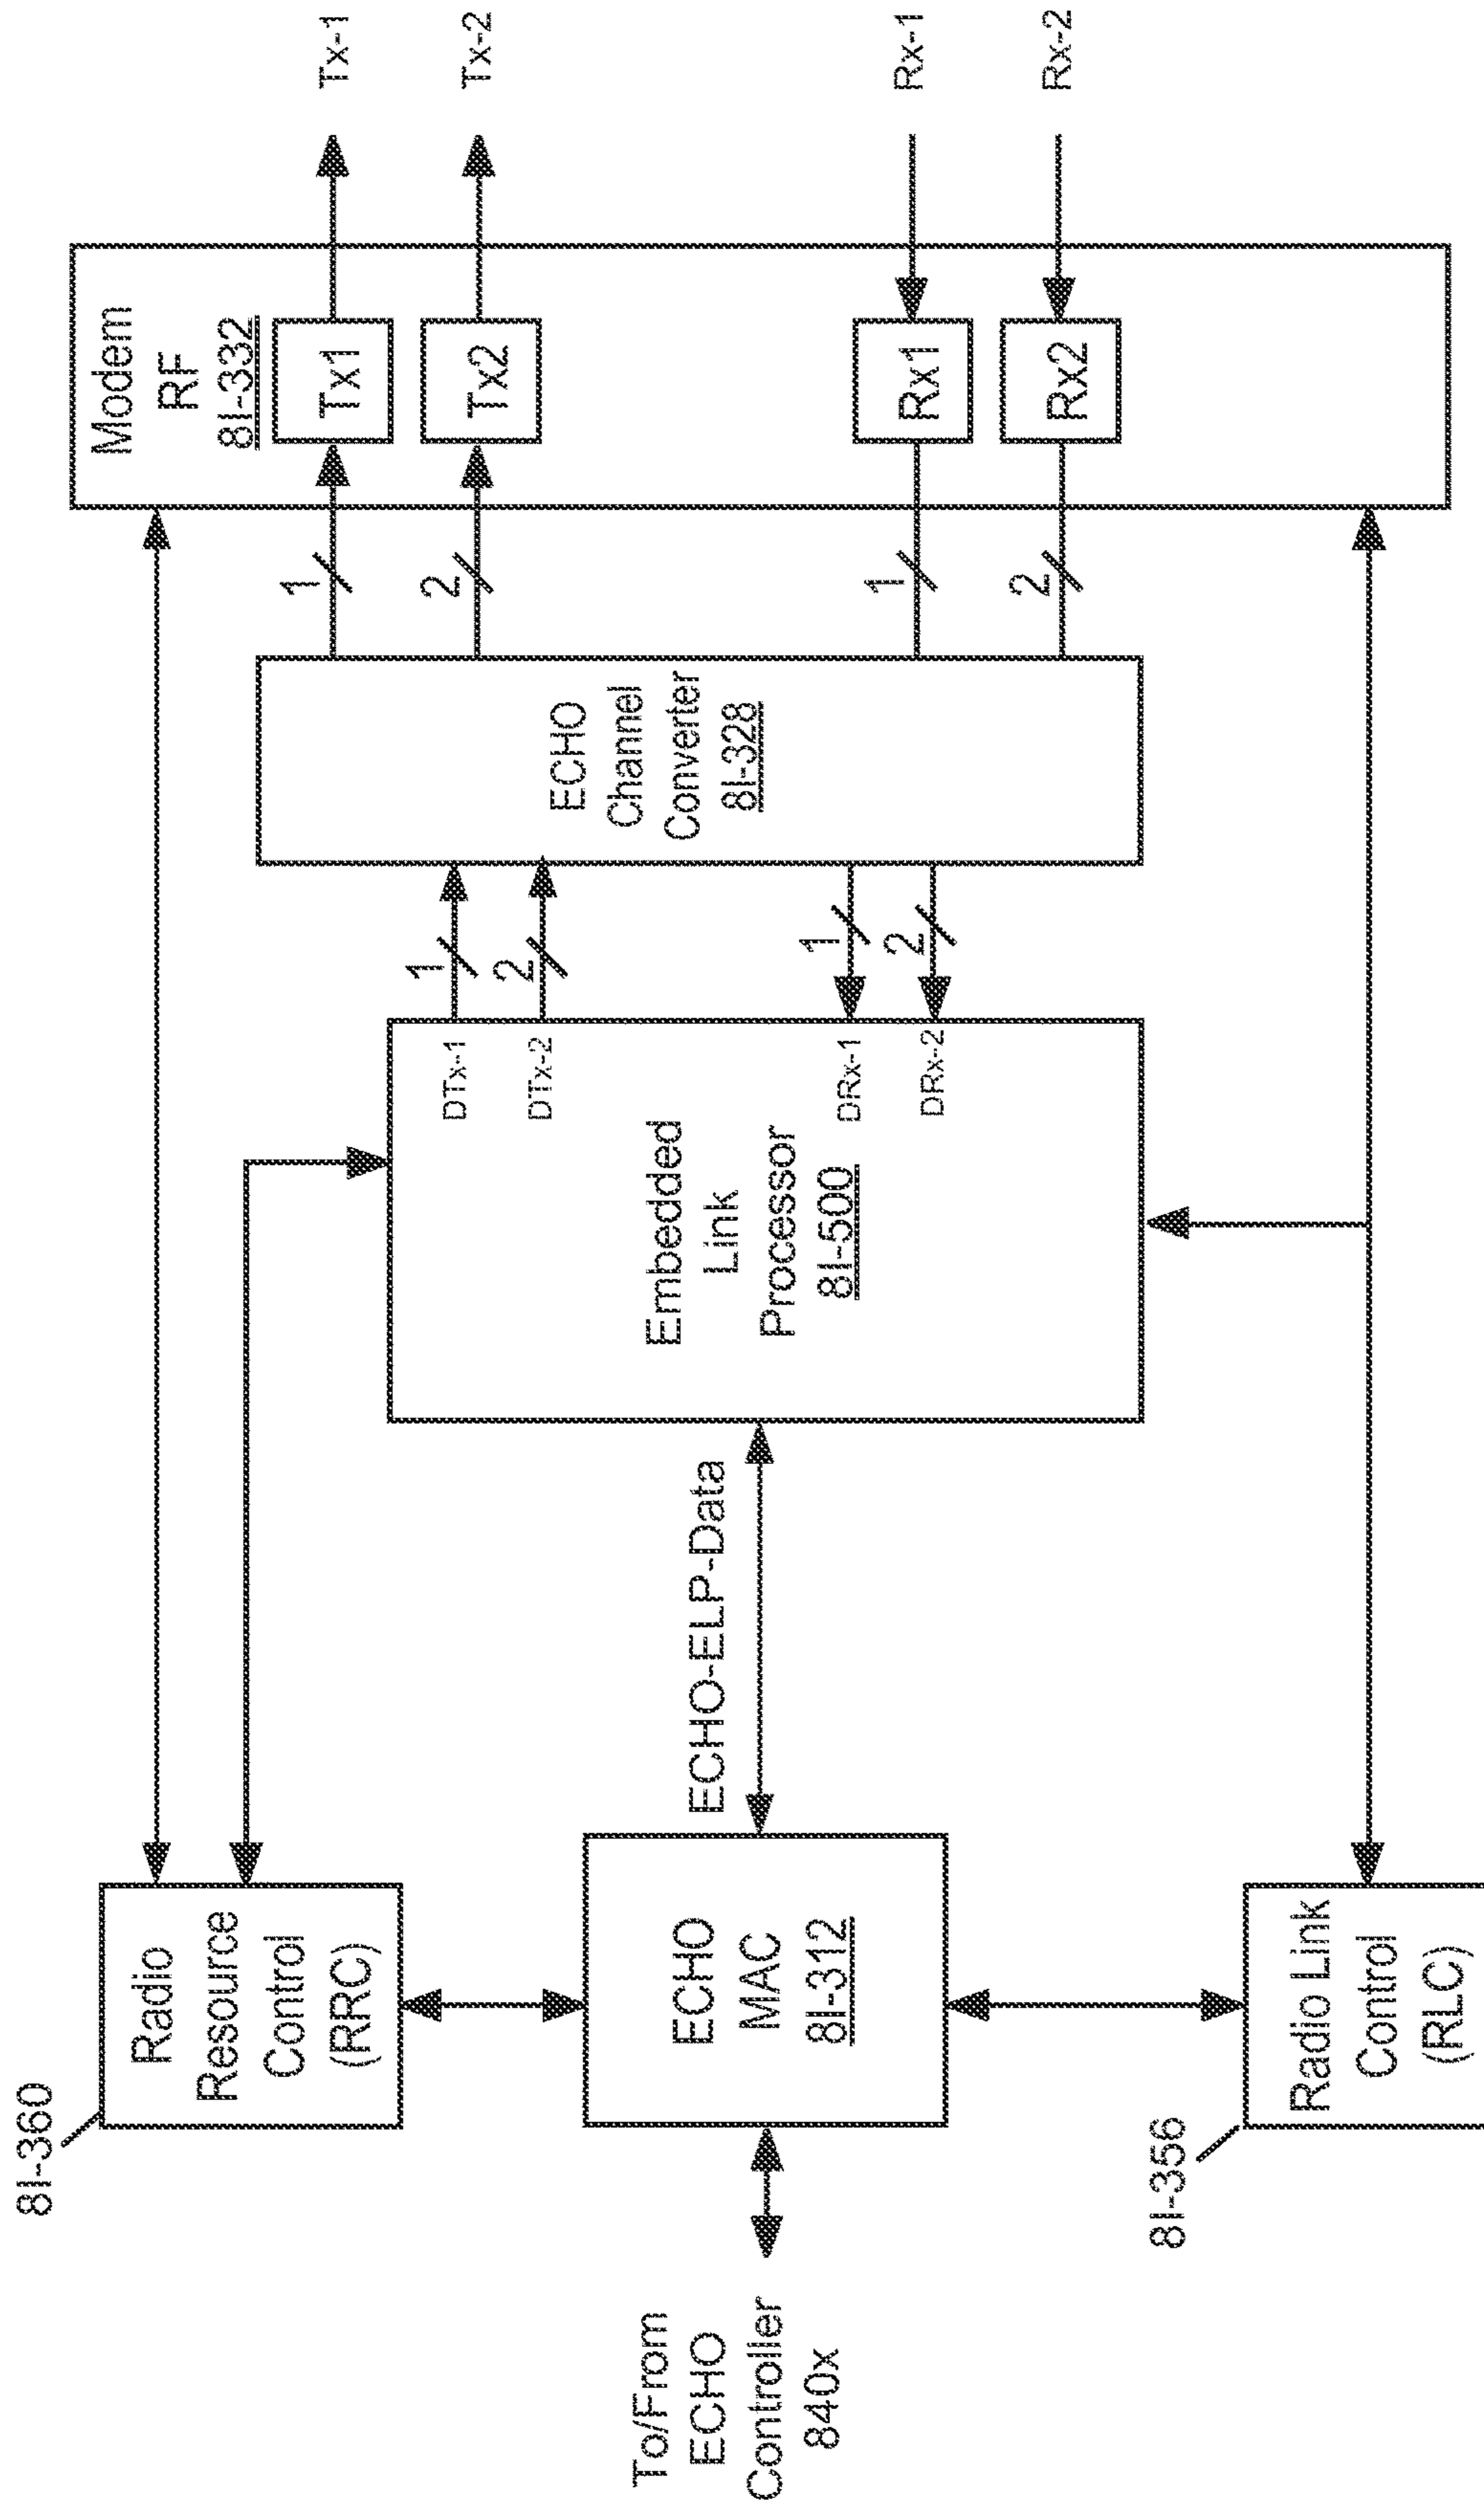 8I-360
Radio
Resource
Control
(RRC)
To/From
ECHO
Controller
840x
ECHO
MAC
8I-312
8I-356
Radio Link
Control
(RLC)
ECHO-ELP-Data
Embedded
Link
Processor
8I-500
DTx-1
DTx-2
DRx-1
DRx-2
1
2
1
2
ECHO
Channel
Converter
8I-328
1
2
1
2
Modem
RF
8I-332
Tx1
Tx2
Rx1
Rx2
Tx-1
Tx-2
Rx-1
Rx-2